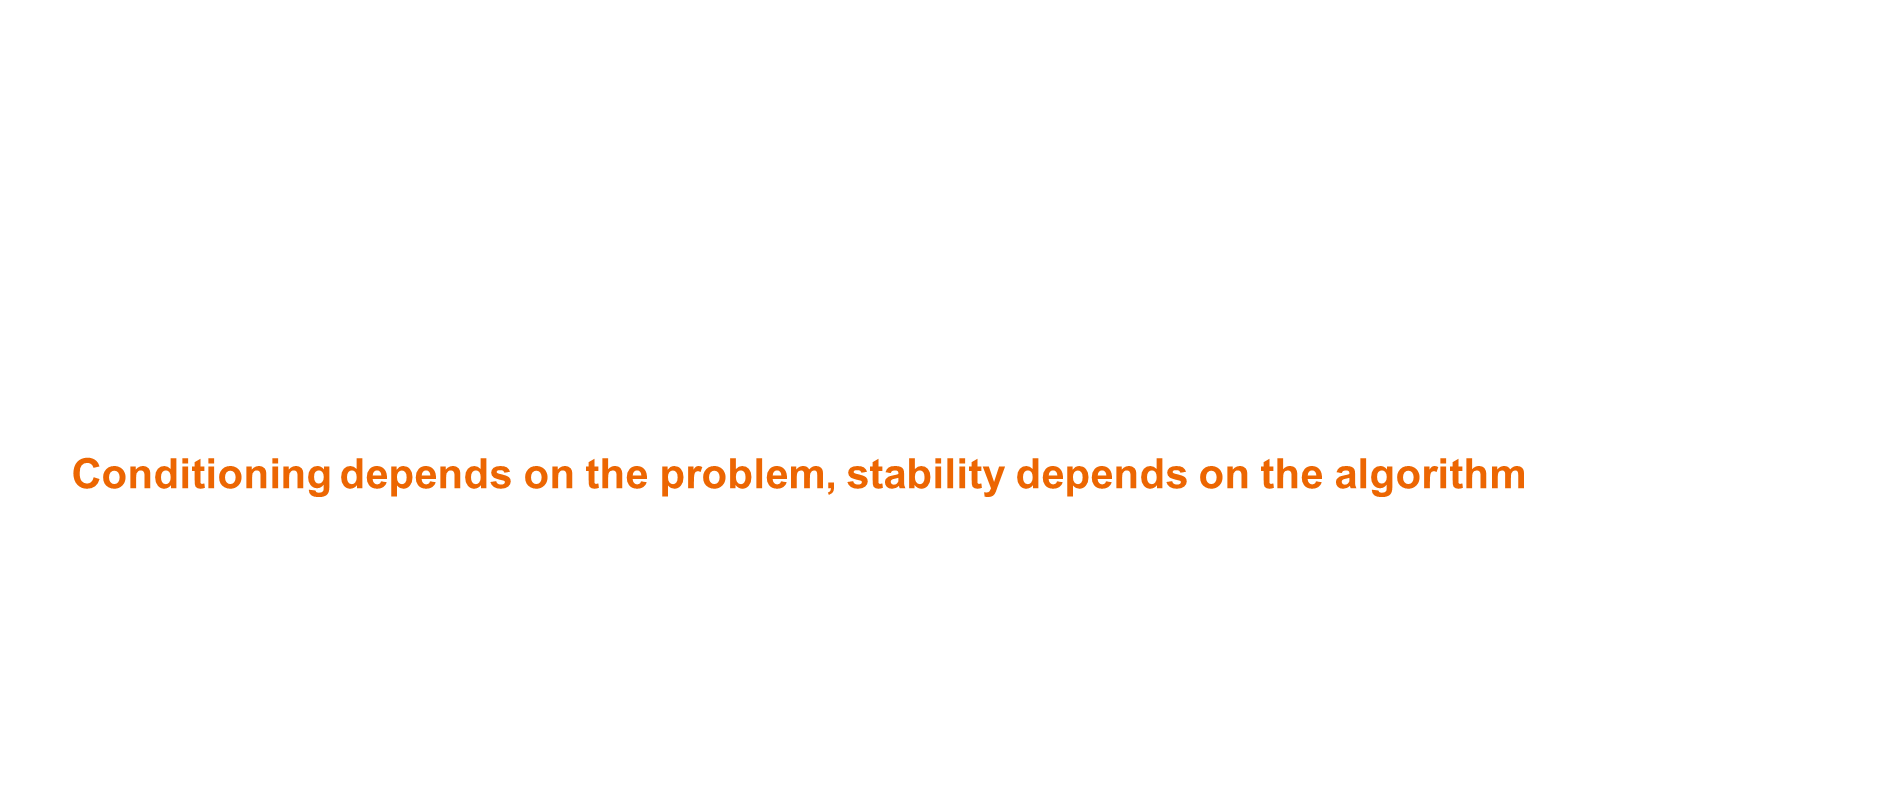 Conditioning depends on the problem, stability depends on the algorithm